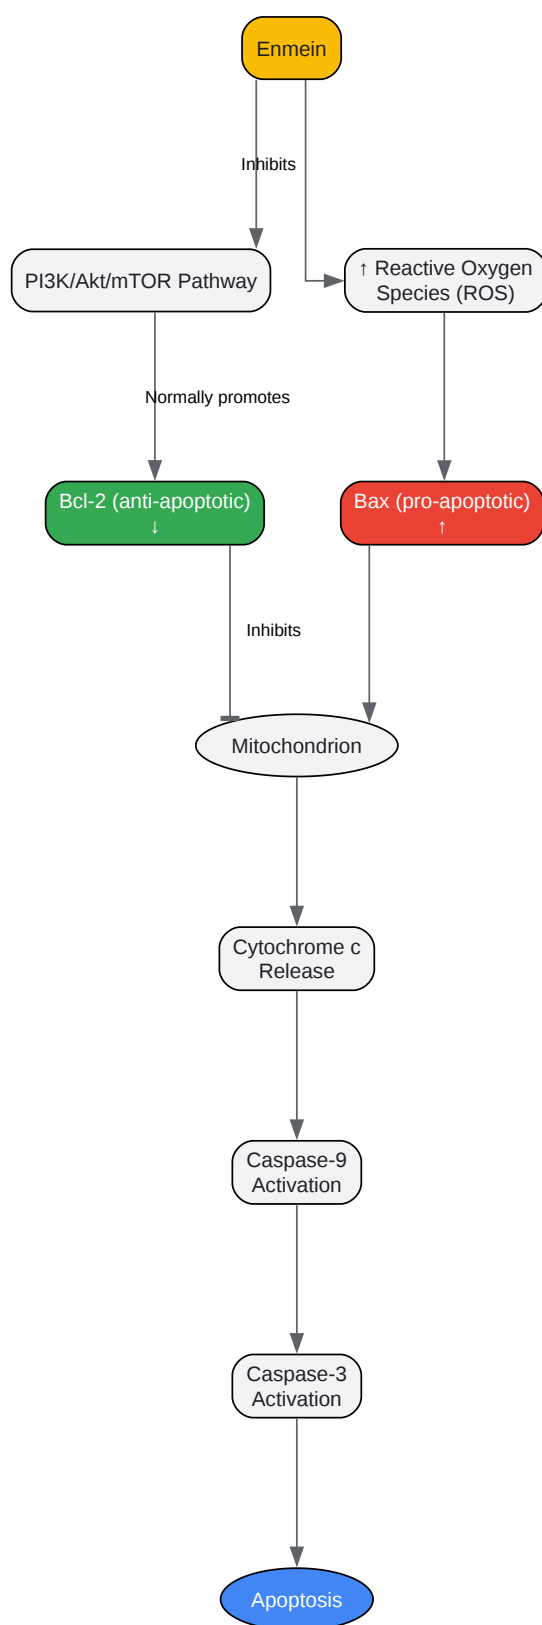 Enmein
Inhibits
PI3K/Akt/mTOR Pathway
↑ Reactive Oxygen
Species (ROS)
Normally promotes
Bcl-2 (anti-apoptotic)
↓
Bax (pro-apoptotic)
↑
Inhibits
Mitochondrion
Cytochrome c
Release
Caspase-9
Activation
Caspase-3
Activation
Apoptosis